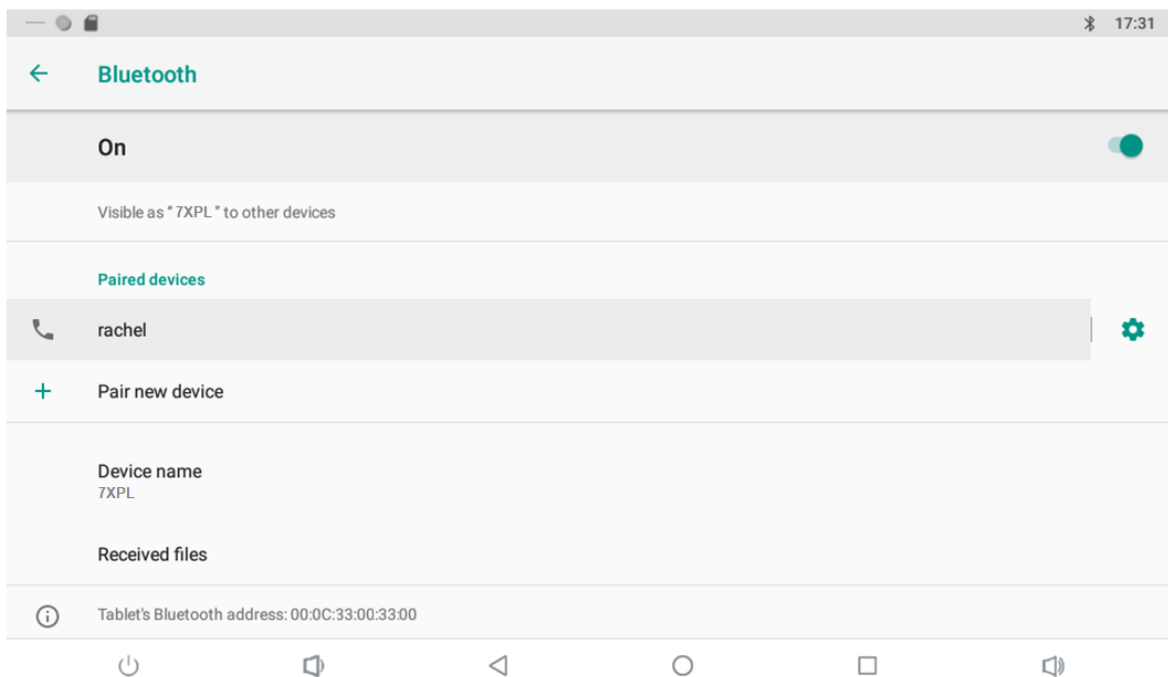 17:31
Bluetooth
On
Visible as "7XPL" to other devices
Paired devices
rachel
Pair new device
Device name
7XPL
Received files
Tablet's Bluetooth address: 00:0C:33:00:33:00